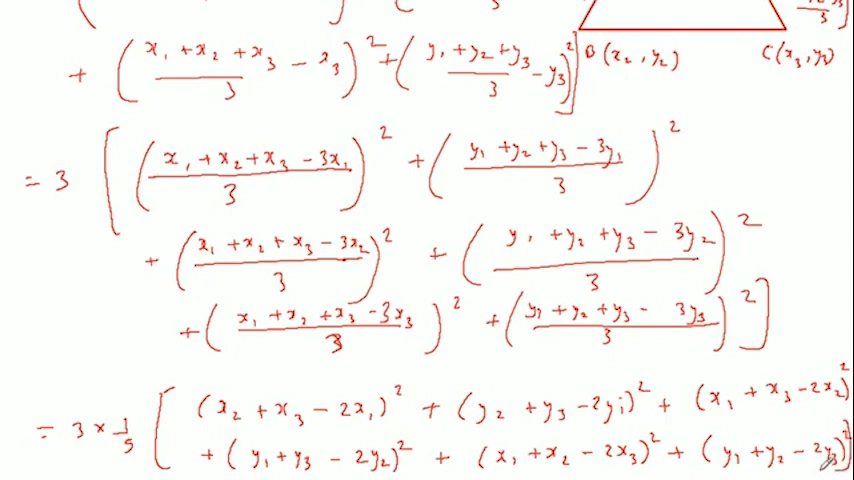 + ( (x₁ + x₂ + x₃)/3 - x₃ )² + ( (y₁ + y₂ + y₃)/3 - y₃ )² ] B (x₂ , y₂) C (x₃ , y₃)
= 3 [ ( (x₁ + x₂ + x₃ - 3x₁)/3 )² + ( (y₁ + y₂ + y₃ - 3y₁)/3 )²
+ ( (x₁ + x₂ + x₃ - 3x₂)/3 )² + ( (y₁ + y₂ + y₃ - 3y₂)/3 )²
+ ( (x₁ + x₂ + x₃ - 3x₃)/3 )² + ( (y₁ + y₂ + y₃ - 3y₃)/3 )² ]
= 3 × 1/9 [ (x₂ + x₃ - 2x₁)² + (y₂ + y₃ - 2y₁)² + (x₁ + x₃ - 2x₂)²
+ (y₁ + y₃ - 2y₂)² + (x₁ + x₂ - 2x₃)² + (y₁ + y₂ - 2y₃)² ]